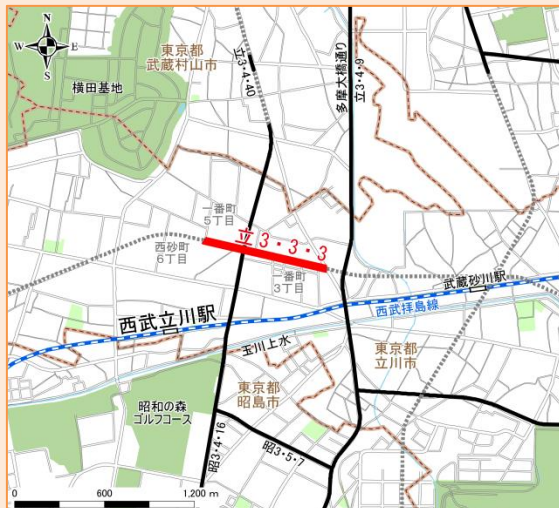 N
W
E
S
東京都
武蔵村山市
横田基地
立3・4・40
多摩大橋通り
立3・4・9
一番町
5丁目
西砂町
6丁目
立3・3・3
一番町
3丁目
武蔵砂川駅
西武立川駅
西武拝島線
玉川上水
東京都
立川市
東京都
昭島市
昭和の森
ゴルフコース
昭3・4・16
昭3・5・7
0 600 1,200 m